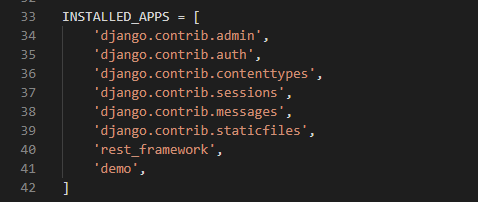 33 INSTALLED_APPS = [
34     'django.contrib.admin',
35     'django.contrib.auth',
36     'django.contrib.contenttypes',
37     'django.contrib.sessions',
38     'django.contrib.messages',
39     'django.contrib.staticfiles',
40     'rest_framework',
41     'demo',
42 ]